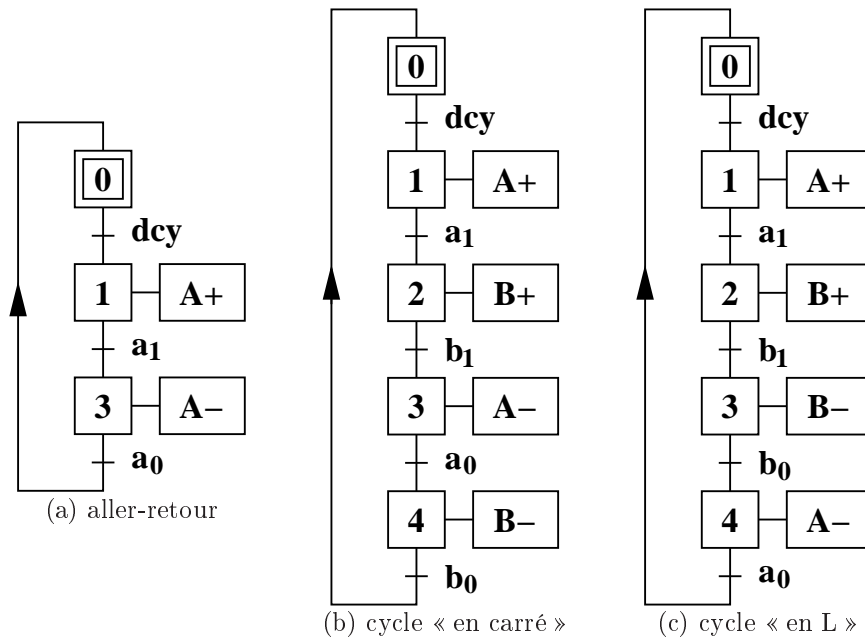 0
dcy
1 A+
a1
3 A−
a0
(a) aller-retour
0
dcy
1 A+
a1
2 B+
b1
3 A−
a0
4 B−
b0
(b) cycle « en carré »
0
dcy
1 A+
a1
2 B+
b1
3 B−
b0
4 A−
a0
(c) cycle « en L »